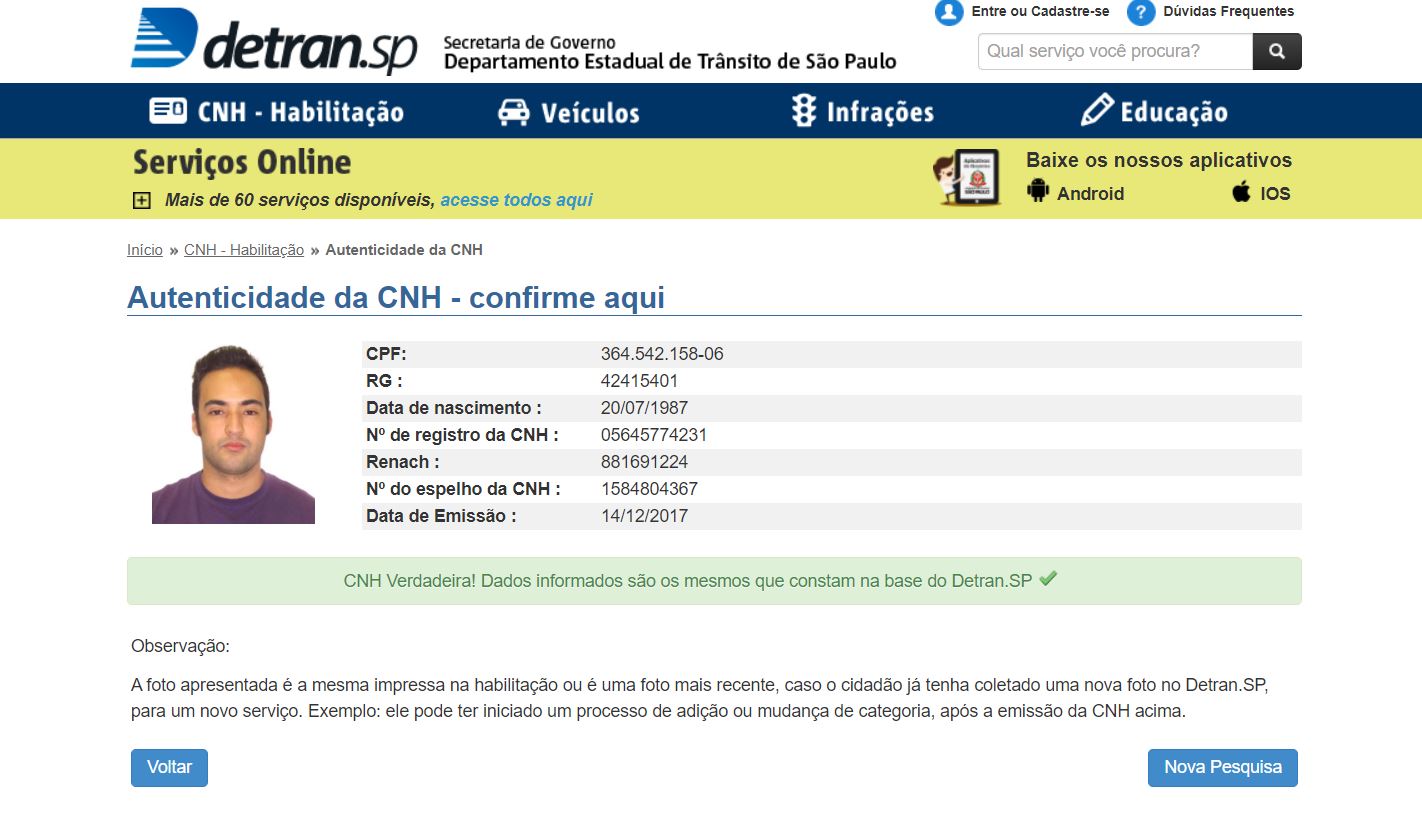 detran.sp
Secretaria de Governo
Departamento Estadual de Trânsito de São Paulo
Entre ou Cadastre-se
? Dúvidas Frequentes
Qual serviço você procura?
CNH - Habilitação
Veículos
Infrações
Educação
Serviços Online
Mais de 60 serviços disponíveis, acesse todos aqui
Baixe os nossos aplicativos
Android
IOS
Início » CNH - Habilitação » Autenticidade da CNH
Autenticidade da CNH - confirme aqui
CPF: 364.542.158-06
RG : 42415401
Data de nascimento : 20/07/1987
Nº de registro da CNH : 05645774231
Renach : 881691224
Nº do espelho da CNH : 1584804367
Data de Emissão : 14/12/2017
CNH Verdadeira! Dados informados são os mesmos que constam na base do Detran.SP
Observação:
A foto apresentada é a mesma impressa na habilitação ou é uma foto mais recente, caso o cidadão já tenha coletado uma nova foto no Detran.SP,
para um novo serviço. Exemplo: ele pode ter iniciado um processo de adição ou mudança de categoria, após a emissão da CNH acima.
Voltar
Nova Pesquisa